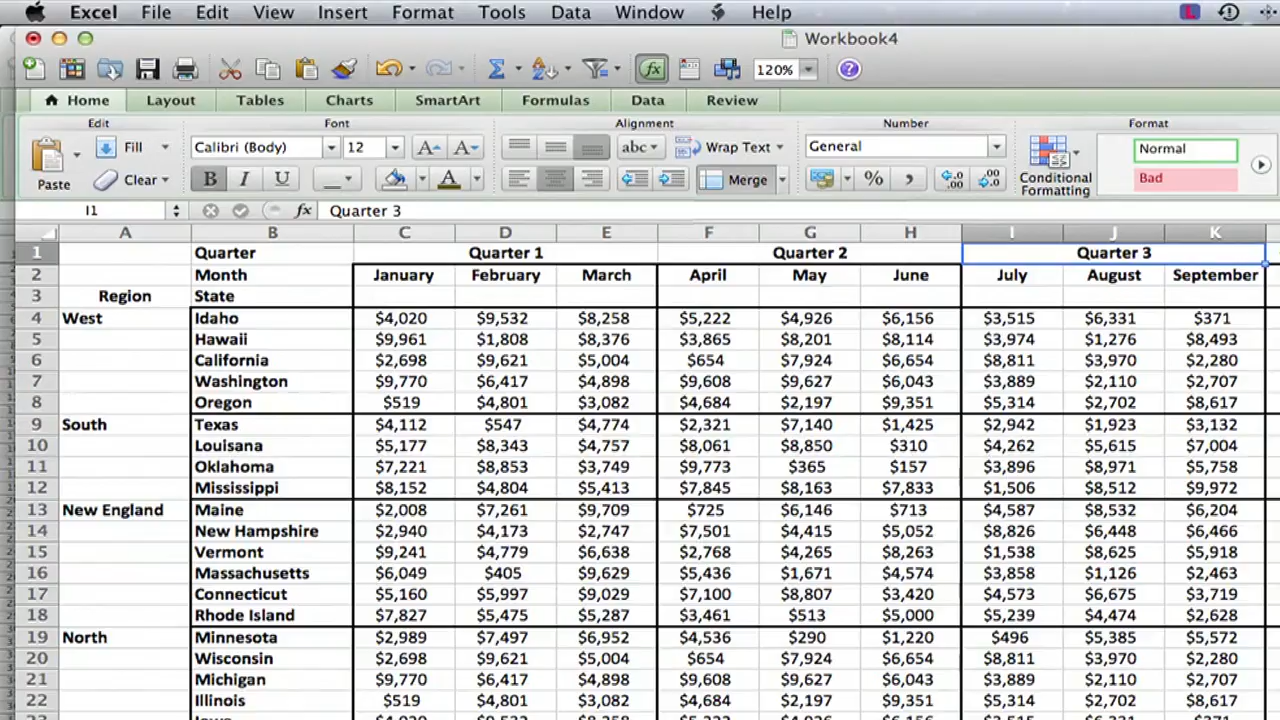 Excel File Edit View Insert Format Tools Data Window Help
Workbook4
120%
Home Layout Tables Charts SmartArt Formulas Data Review
Edit Font Alignment Number Format
Fill Calibri (Body) 12 A A abc Wrap Text General Normal
Paste Clear B I U A Merge % , .0 .00 .00 .0 Conditional Formatting Bad
I1 fx Quarter 3
A B C D E F G H I J K
1 Quarter Quarter 1 Quarter 2 Quarter 3
2 Month January February March April May June July August September
3 Region State
4 West Idaho $4,020 $9,532 $8,258 $5,222 $4,926 $6,156 $3,515 $6,331 $371
5 Hawaii $9,961 $1,808 $8,376 $3,865 $8,201 $8,114 $3,974 $1,276 $8,493
6 California $2,698 $9,621 $5,004 $654 $7,924 $6,654 $8,811 $3,970 $2,280
7 Washington $9,770 $6,417 $4,898 $9,608 $9,627 $6,043 $3,889 $2,110 $2,707
8 Oregon $519 $4,801 $3,082 $4,684 $2,197 $9,351 $5,314 $2,702 $8,617
9 South Texas $4,112 $547 $4,774 $2,321 $7,140 $1,425 $2,942 $1,923 $3,132
10 Louisana $5,177 $8,343 $4,757 $8,061 $8,850 $310 $4,262 $5,615 $7,004
11 Oklahoma $7,221 $8,853 $3,749 $9,773 $365 $157 $3,896 $8,971 $5,758
12 Mississippi $8,152 $4,804 $5,413 $7,845 $8,163 $7,833 $1,506 $8,512 $9,972
13 New England Maine $2,008 $7,261 $9,709 $725 $6,146 $713 $4,587 $8,532 $6,204
14 New Hampshire $2,940 $4,173 $2,747 $7,501 $4,415 $5,052 $8,826 $6,448 $6,466
15 Vermont $9,241 $4,779 $6,638 $2,768 $4,265 $8,263 $1,538 $8,625 $5,918
16 Massachusetts $6,049 $405 $9,629 $5,436 $1,671 $4,574 $3,858 $1,126 $2,463
17 Connecticut $5,160 $5,997 $9,029 $7,100 $8,807 $3,420 $4,573 $6,675 $3,719
18 Rhode Island $7,827 $5,475 $5,287 $3,461 $513 $5,000 $5,239 $4,474 $2,628
19 North Minnesota $2,989 $7,497 $6,952 $4,536 $290 $1,220 $496 $5,385 $5,572
20 Wisconsin $2,698 $9,621 $5,004 $654 $7,924 $6,654 $8,811 $3,970 $2,280
21 Michigan $9,770 $6,417 $4,898 $9,608 $9,627 $6,043 $3,889 $2,110 $2,707
22 Illinois $519 $4,801 $3,082 $4,684 $2,197 $9,351 $5,314 $2,702 $8,617